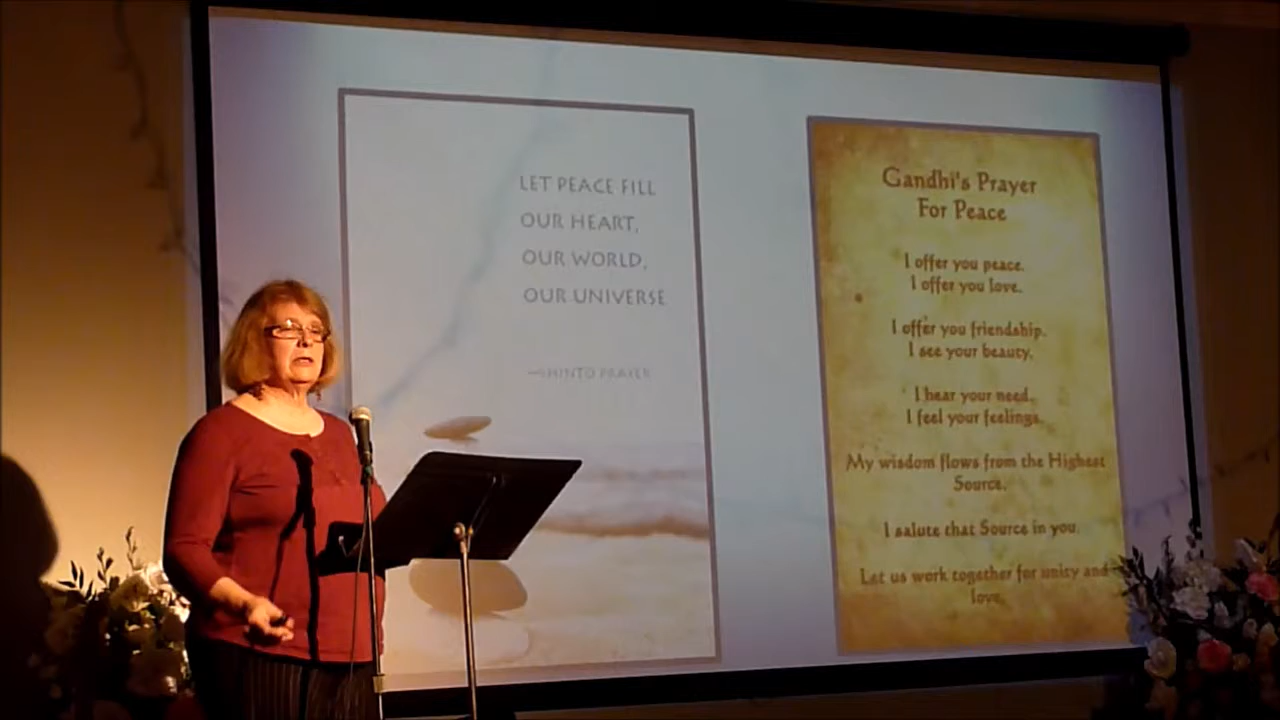 LET PEACE FILL
OUR HEART,
OUR WORLD,
OUR UNIVERSE
—SHINTO PRAYER
Gandhi's Prayer
For Peace
I offer you peace.
I offer you love.
I offer you friendship.
I see your beauty.
I hear your need.
I feel your feelings.
My wisdom flows from the Highest
Source.
I salute that Source in you.
Let us work together for unity and
love.